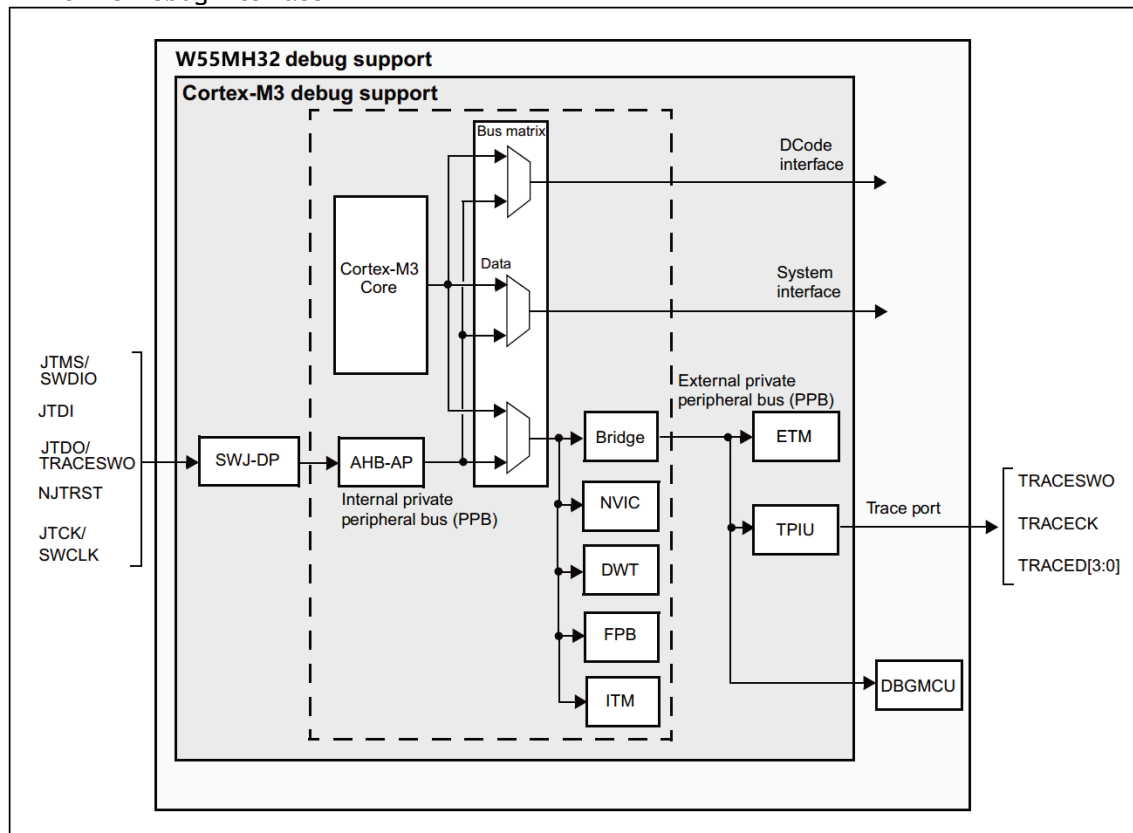 W55MH32 debug support
Cortex-M3 debug support
Bus matrix
DCode
interface
Cortex-M3
Core
Data
System
interface
JTMS/
SWDIO
JTDI
JTDO/
TRACESWO
NJTRST
JTCK/
SWCLK
SWJ-DP
AHB-AP
Internal private
peripheral bus (PPB)
External private
peripheral bus (PPB)
Bridge
NVIC
DWT
FPB
ITM
ETM
TPIU
Trace port
TRACESWO
TRACECK
TRACED[3:0]
DBGMCU